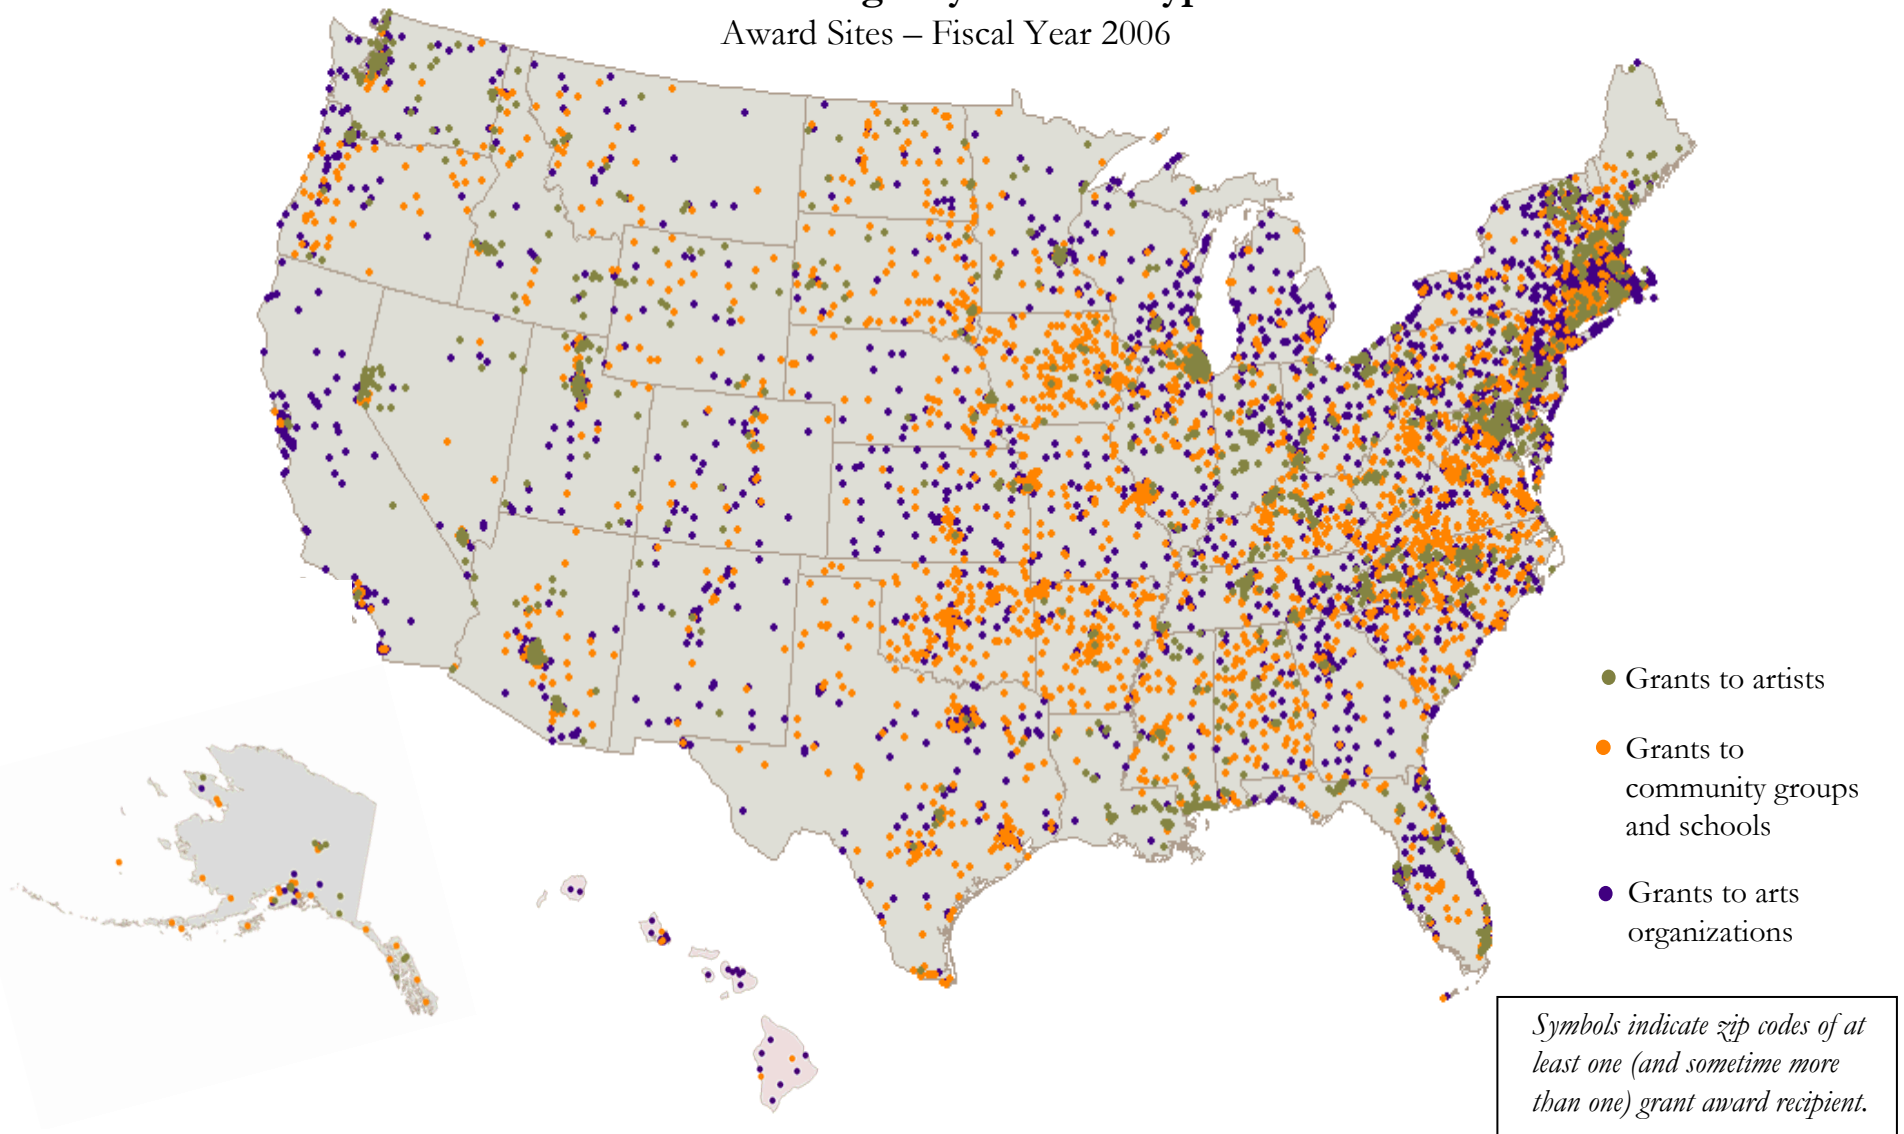 Award Sites – Fiscal Year 2006
Grants to artists
Grants to
community groups
and schools
Grants to arts
organizations
Symbols indicate zip codes of at
least one (and sometime more
than one) grant award recipient.